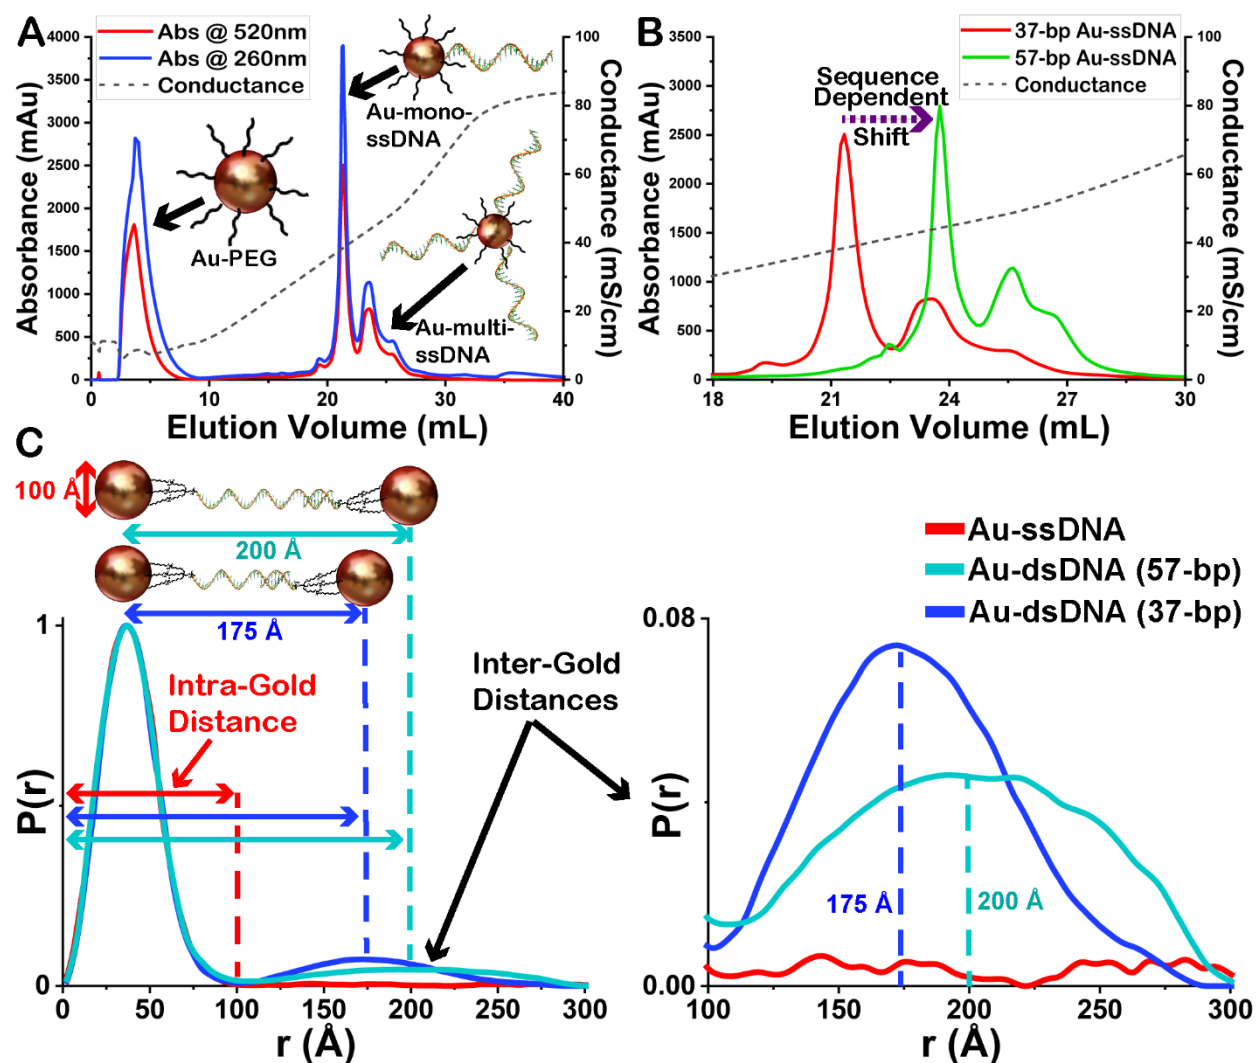 A
Abs @ 520nm
Abs @ 260nm
Conductance
Absorbance (mAu)
4000
3500
3000
2500
2000
1500
1000
500
0
0
10
20
30
40
Elution Volume (mL)
100
80
60
40
20
0
Conductance (mS/cm)
Au-PEG
Au-mono-
ssDNA
Au-multi-
ssDNA
B
37-bp Au-ssDNA
57-bp Au-ssDNA
Conductance
Sequence
Dependent
Shift
Absorbance (mAu)
3500
3000
2500
2000
1500
1000
500
0
18
21
24
27
30
Elution Volume (mL)
100
80
60
40
20
0
Conductance (mS/cm)
C
100 Å
200 Å
175 Å
Intra-Gold
Distance
Inter-Gold
Distances
P(r)
1
0
0
50
100
150
200
250
300
r (Å)
Au-ssDNA
Au-dsDNA (57-bp)
Au-dsDNA (37-bp)
P(r)
0.08
0.00
175 Å
200 Å
100
150
200
250
300
r (Å)